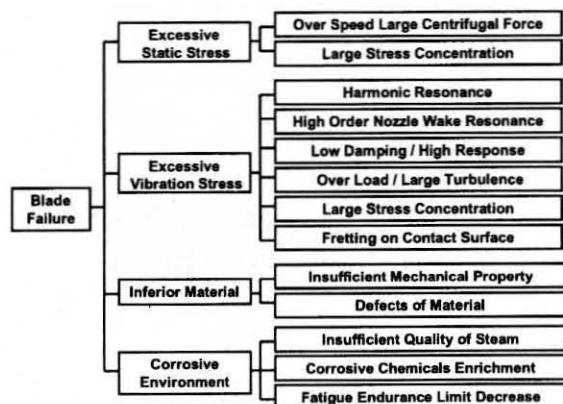 Blade
Failure
Excessive
Static Stress
Over Speed Large Centrifugal Force
Large Stress Concentration
Excessive
Vibration Stress
Harmonic Resonance
High Order Nozzle Wake Resonance
Low Damping / High Response
Over Load / Large Turbulence
Large Stress Concentration
Fretting on Contact Surface
Inferior Material
Insufficient Mechanical Property
Defects of Material
Corrosive
Environment
Insufficient Quality of Steam
Corrosive Chemicals Enrichment
Fatigue Endurance Limit Decrease